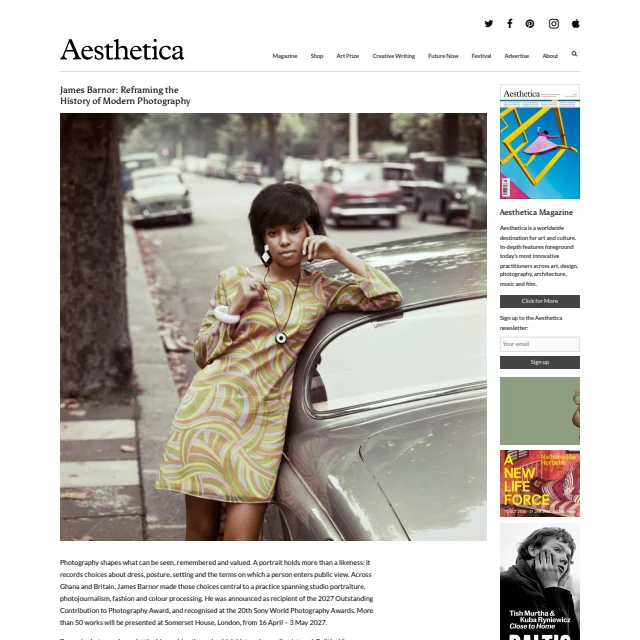 Aesthetica
Magazine Shop Art Prize Creative Writing Future Now Festival Advertise About
James Barnor: Reframing the
History of Modern Photography
Photography shapes what can be seen, remembered and valued. A portrait holds more than a likeness: it
records choices about dress, posture, setting and the terms on which a person enters public view. Across
Ghana and Britain, James Barnor made those choices central to a practice spanning studio portraiture,
photojournalism, fashion and colour processing. He was announced as recipient of the 2027 Outstanding
Contribution to Photography Award, and recognised at the 20th Sony World Photography Awards. More
than 50 works will be presented at Somerset House, London, from 16 April – 3 May 2027.
Aesthetica
Aesthetica Magazine
Aesthetica is a worldwide
destination for art and culture.
In-depth features foreground
today's most innovative
practitioners across art, design,
photography, architecture,
music and film.
Click for More
Sign up to the Aesthetica
newsletter:
Your email
Sign up
A
NEW
LIFE
FORCE
Tish Murtha &
Kuba Ryniewicz
Close to Home
BALTIC